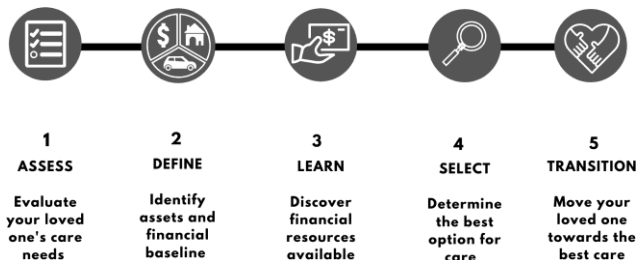 $
$
1
ASSESS
Evaluate
your loved
one's care
needs
2
DEFINE
Identify
assets and
financial
baseline
3
LEARN
Discover
financial
resources
available
4
SELECT
Determine
the best
option for
care
5
TRANSITION
Move your
loved one
towards the
best care